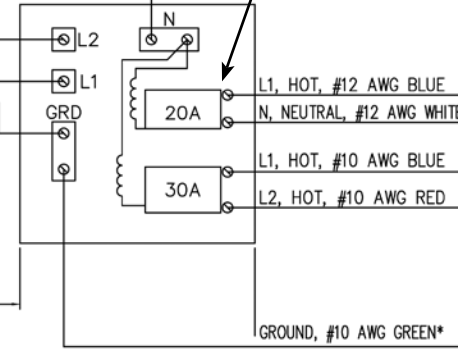 N
L2
L1
GRD
20A
L1, HOT, #12 AWG BLUE
N, NEUTRAL, #12 AWG WHITE
30A
L1, HOT, #10 AWG BLUE
L2, HOT, #10 AWG RED
GROUND, #10 AWG GREEN*